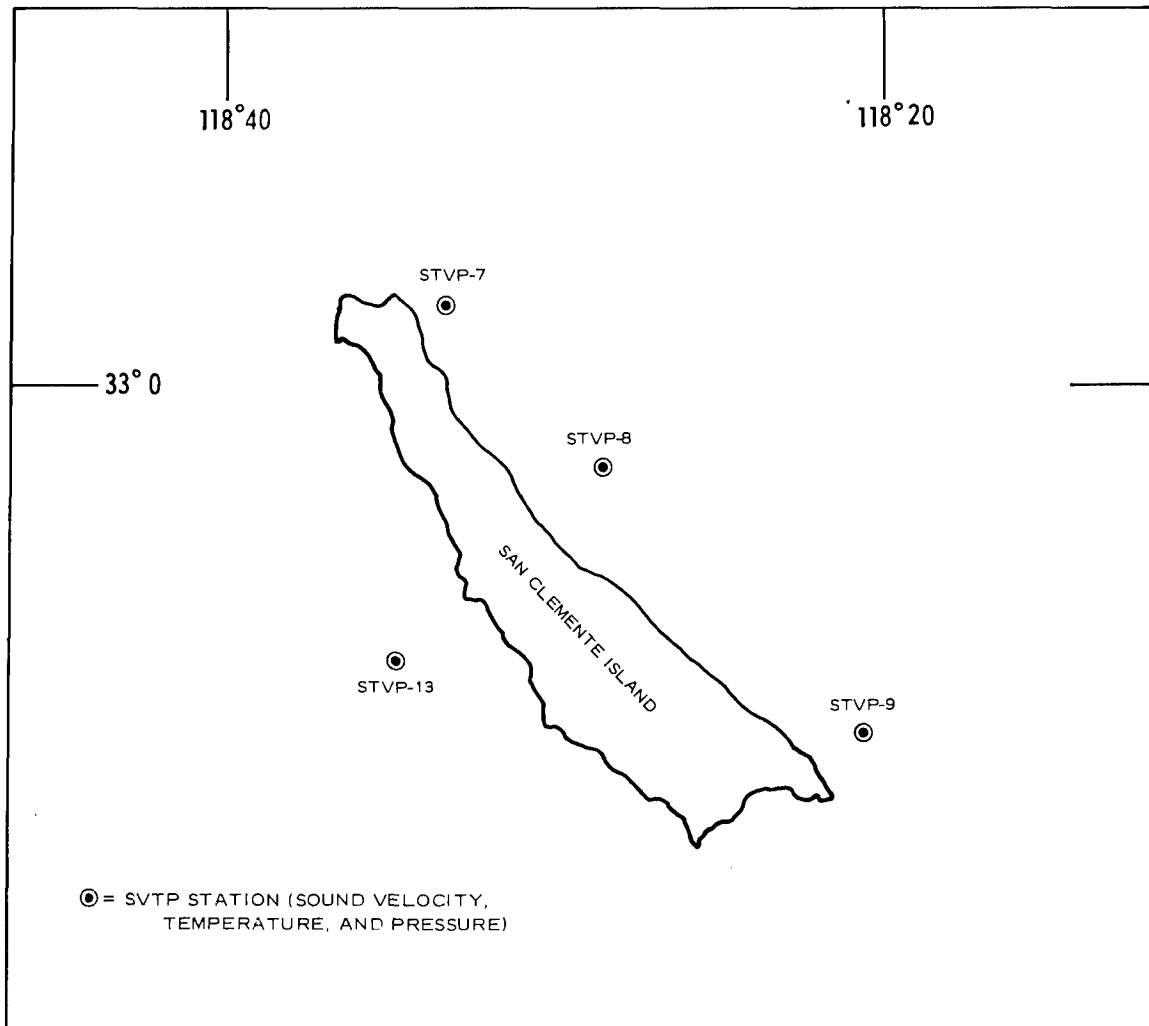 118°40
118°20
STVP-7
33° 0
STVP-8
SAN CLEMENTE ISLAND
STVP-13
STVP-9
= SVTP STATION (SOUND VELOCITY,
TEMPERATURE, AND PRESSURE)